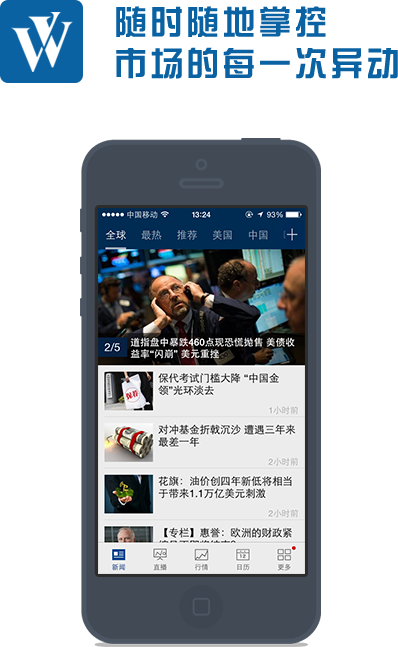 随时随地掌控
市场的每一次异动
中国移动 13:24 93%
全球 最热 推荐 美国 中国
2/5 道指盘中暴跌460点现恐慌抛售 美债收
益率“闪崩” 美元重挫
保代考试门槛大降 “中国金
领”光环淡去
1小时前
对冲基金折戟沉沙 遭遇三年来
最差一年
2小时前
花旗：油价创四年新低将相当
于带来1.1万亿美元刺激
2小时前
【专栏】惠誉：欧洲的财政紧
新闻 直播 行情 日历 更多